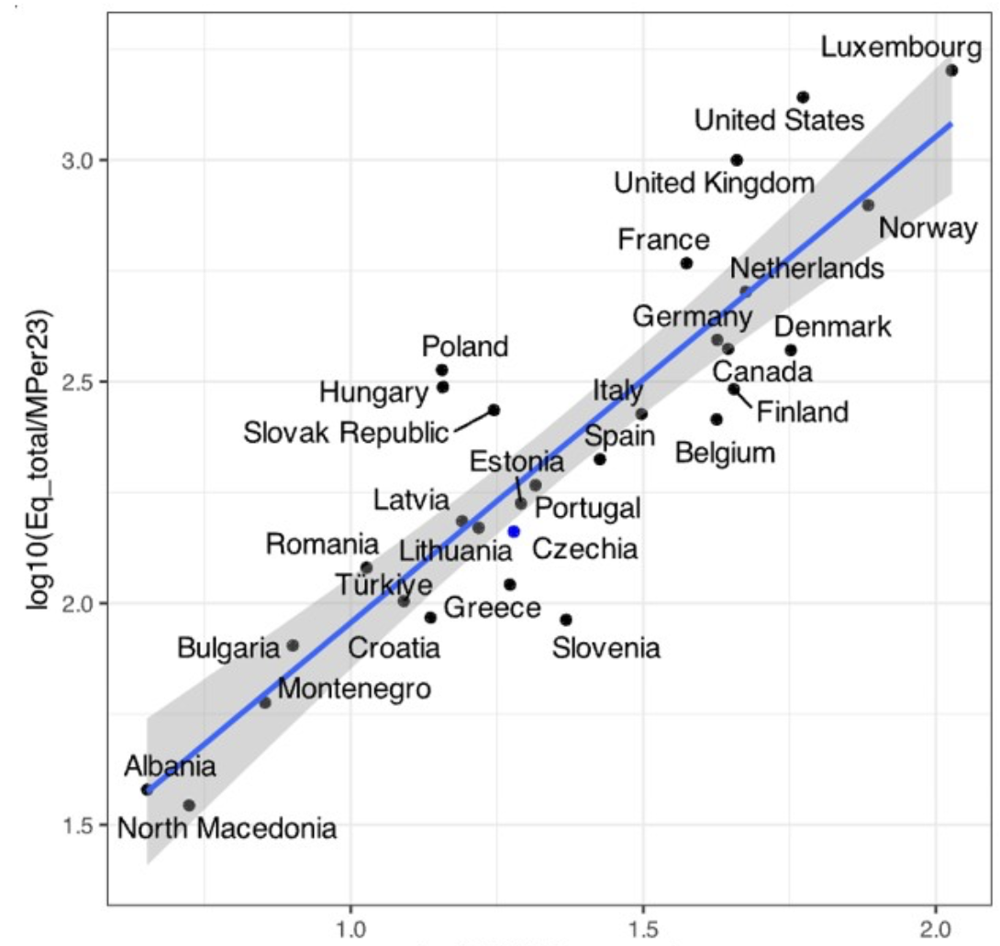 Luxembourg
United States
3.0
United Kingdom
Norway
France
Netherlands
Germany
Denmark
Poland
Canada
2.5
Hungary
Italy
Finland
Slovak Republic
Spain
Belgium
Estonia
Latvia
Portugal
Romania
Lithuania
Czechia
Türkiye
2.0
Greece
Bulgaria
Croatia
Slovenia
Montenegro
Albania
1.5
North Macedonia
log10(Eq_total/MPer23)
1.0
1.5
2.0